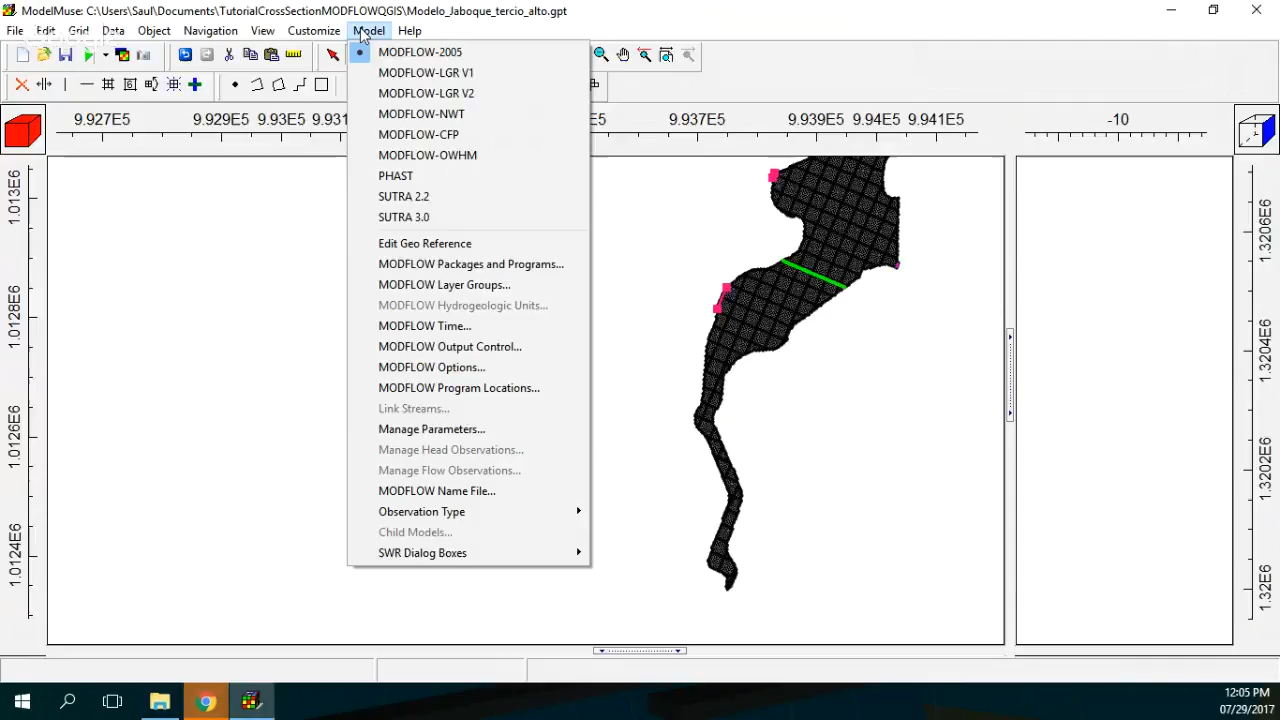 ModelMuse: C:\Users\Saul\Documents\TutorialCrossSectionMODFLOWQGIS\Modelo_Jaboque_tercio_alto.gpt
File Edit Grid Data Object Navigation View Customize Model Help
MODFLOW-2005
MODFLOW-LGR V1
MODFLOW-LGR V2
MODFLOW-NWT
MODFLOW-CFP
MODFLOW-OWHM
PHAST
SUTRA 2.2
SUTRA 3.0
Edit Geo Reference
MODFLOW Packages and Programs...
MODFLOW Layer Groups...
MODFLOW Hydrogeologic Units...
MODFLOW Time...
MODFLOW Output Control...
MODFLOW Options...
MODFLOW Program Locations...
Link Streams...
Manage Parameters...
Manage Head Observations...
Manage Flow Observations...
MODFLOW Name File...
Observation Type
Child Models...
SWR Dialog Boxes
9.927E5 9.929E5 9.93E5 9.931 E5 9.937E5 9.939E5 9.94E5 9.941E5 -10
1.013E6
1.0128E6
1.0126E6
1.0124E6
1.3206E6
1.3204E6
1.3202E6
1.32E6
12:05 PM
07/29/2017